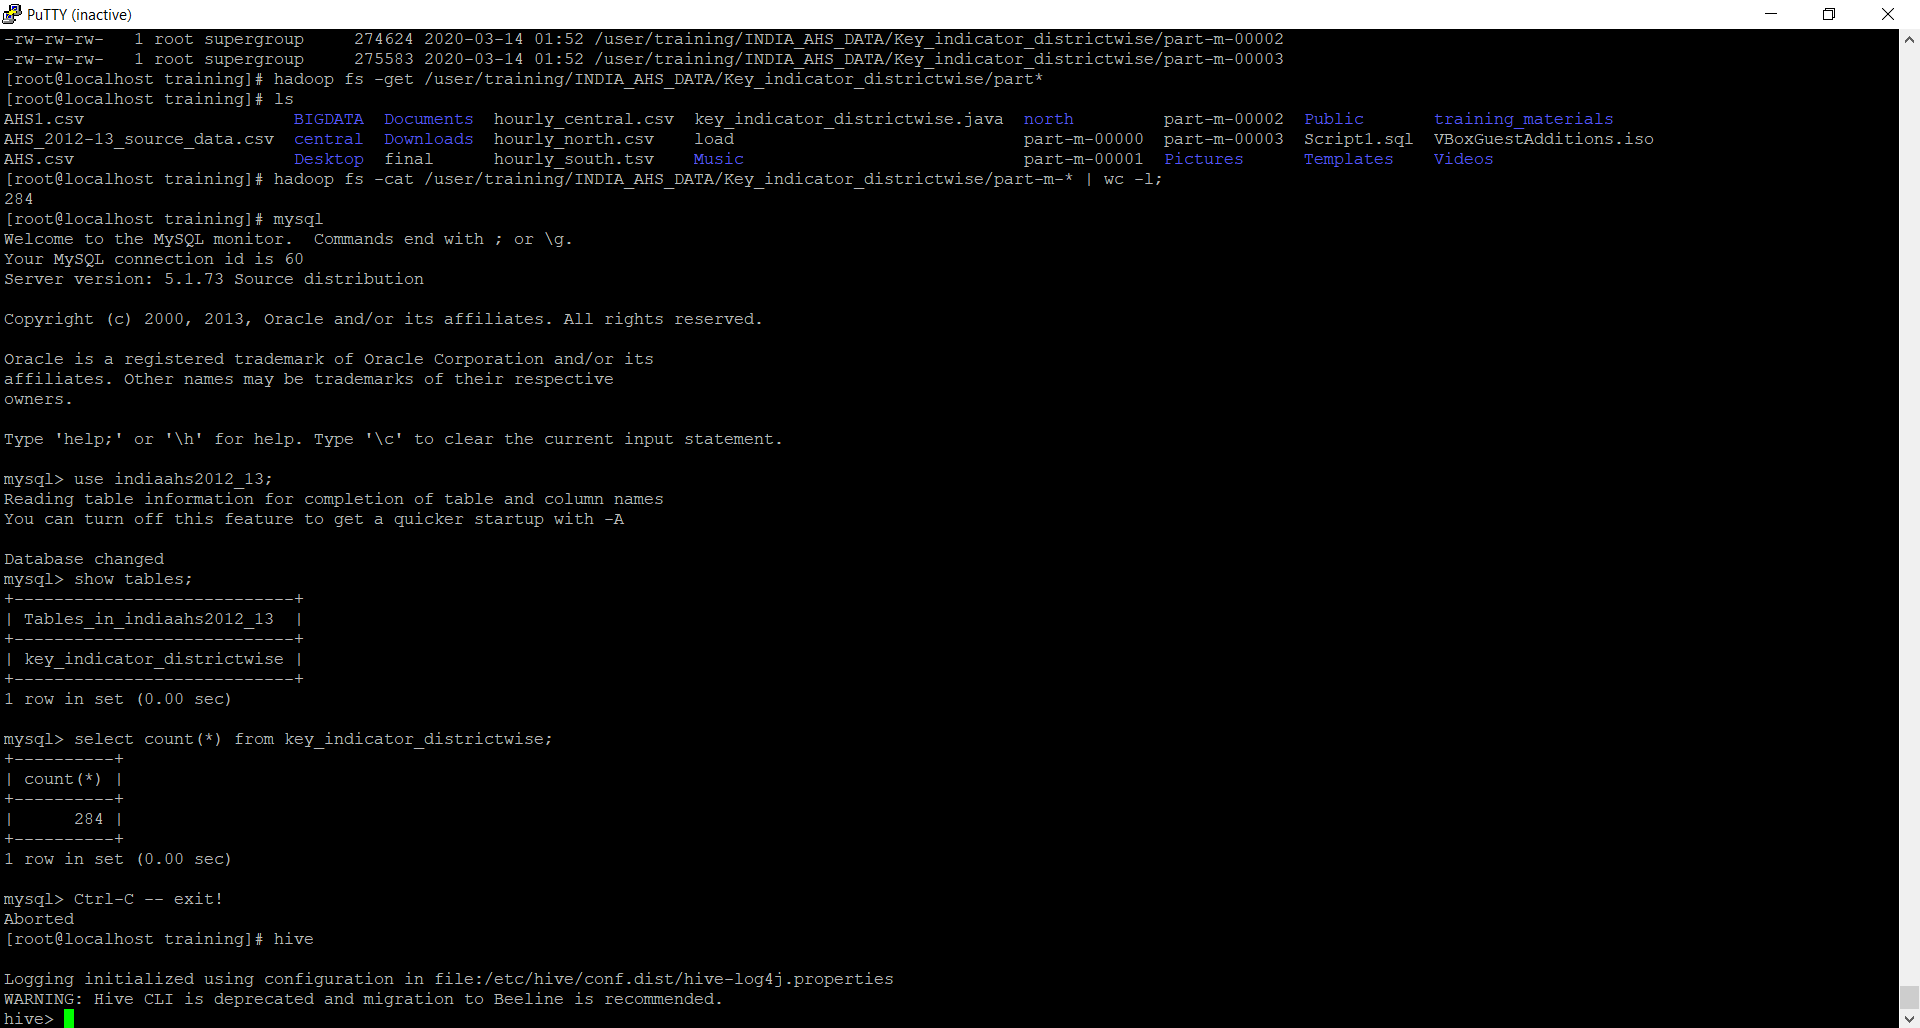 PuTTY (inactive)
-rw-rw-rw-   1 root supergroup     274624 2020-03-14 01:52 /user/training/INDIA_AHS_DATA/Key_indicator_districtwise/part-m-00002
-rw-rw-rw-   1 root supergroup     275583 2020-03-14 01:52 /user/training/INDIA_AHS_DATA/Key_indicator_districtwise/part-m-00003
[root@localhost training]# hadoop fs -get /user/training/INDIA_AHS_DATA/Key_indicator_districtwise/part*
[root@localhost training]# ls
AHS1.csv                     BIGDATA  Documents  hourly_central.csv  key_indicator_districtwise.java  north         part-m-00002  Public      training_materials
AHS_2012-13_source_data.csv  central  Downloads  hourly_north.csv    load                             part-m-00000  part-m-00003  Script1.sql  VBoxGuestAdditions.iso
AHS.csv                      Desktop  final      hourly_south.tsv    Music                            part-m-00001  Pictures      Templates    Videos
[root@localhost training]# hadoop fs -cat /user/training/INDIA_AHS_DATA/Key_indicator_districtwise/part-m-* | wc -l;
284
[root@localhost training]# mysql
Welcome to the MySQL monitor.  Commands end with ; or \g.
Your MySQL connection id is 60
Server version: 5.1.73 Source distribution
Copyright (c) 2000, 2013, Oracle and/or its affiliates. All rights reserved.
Oracle is a registered trademark of Oracle Corporation and/or its
affiliates. Other names may be trademarks of their respective
owners.
Type 'help;' or '\h' for help. Type '\c' to clear the current input statement.
mysql> use indiaahs2012_13;
Reading table information for completion of table and column names
You can turn off this feature to get a quicker startup with -A
Database changed
mysql> show tables;
+----------------------------+
| Tables_in_indiaahs2012_13  |
+----------------------------+
| key_indicator_districtwise |
+----------------------------+
1 row in set (0.00 sec)
mysql> select count(*) from key_indicator_districtwise;
+----------+
| count(*) |
+----------+
|      284 |
+----------+
1 row in set (0.00 sec)
mysql> Ctrl-C -- exit!
Aborted
[root@localhost training]# hive
Logging initialized using configuration in file:/etc/hive/conf.dist/hive-log4j.properties
WARNING: Hive CLI is deprecated and migration to Beeline is recommended.
hive>